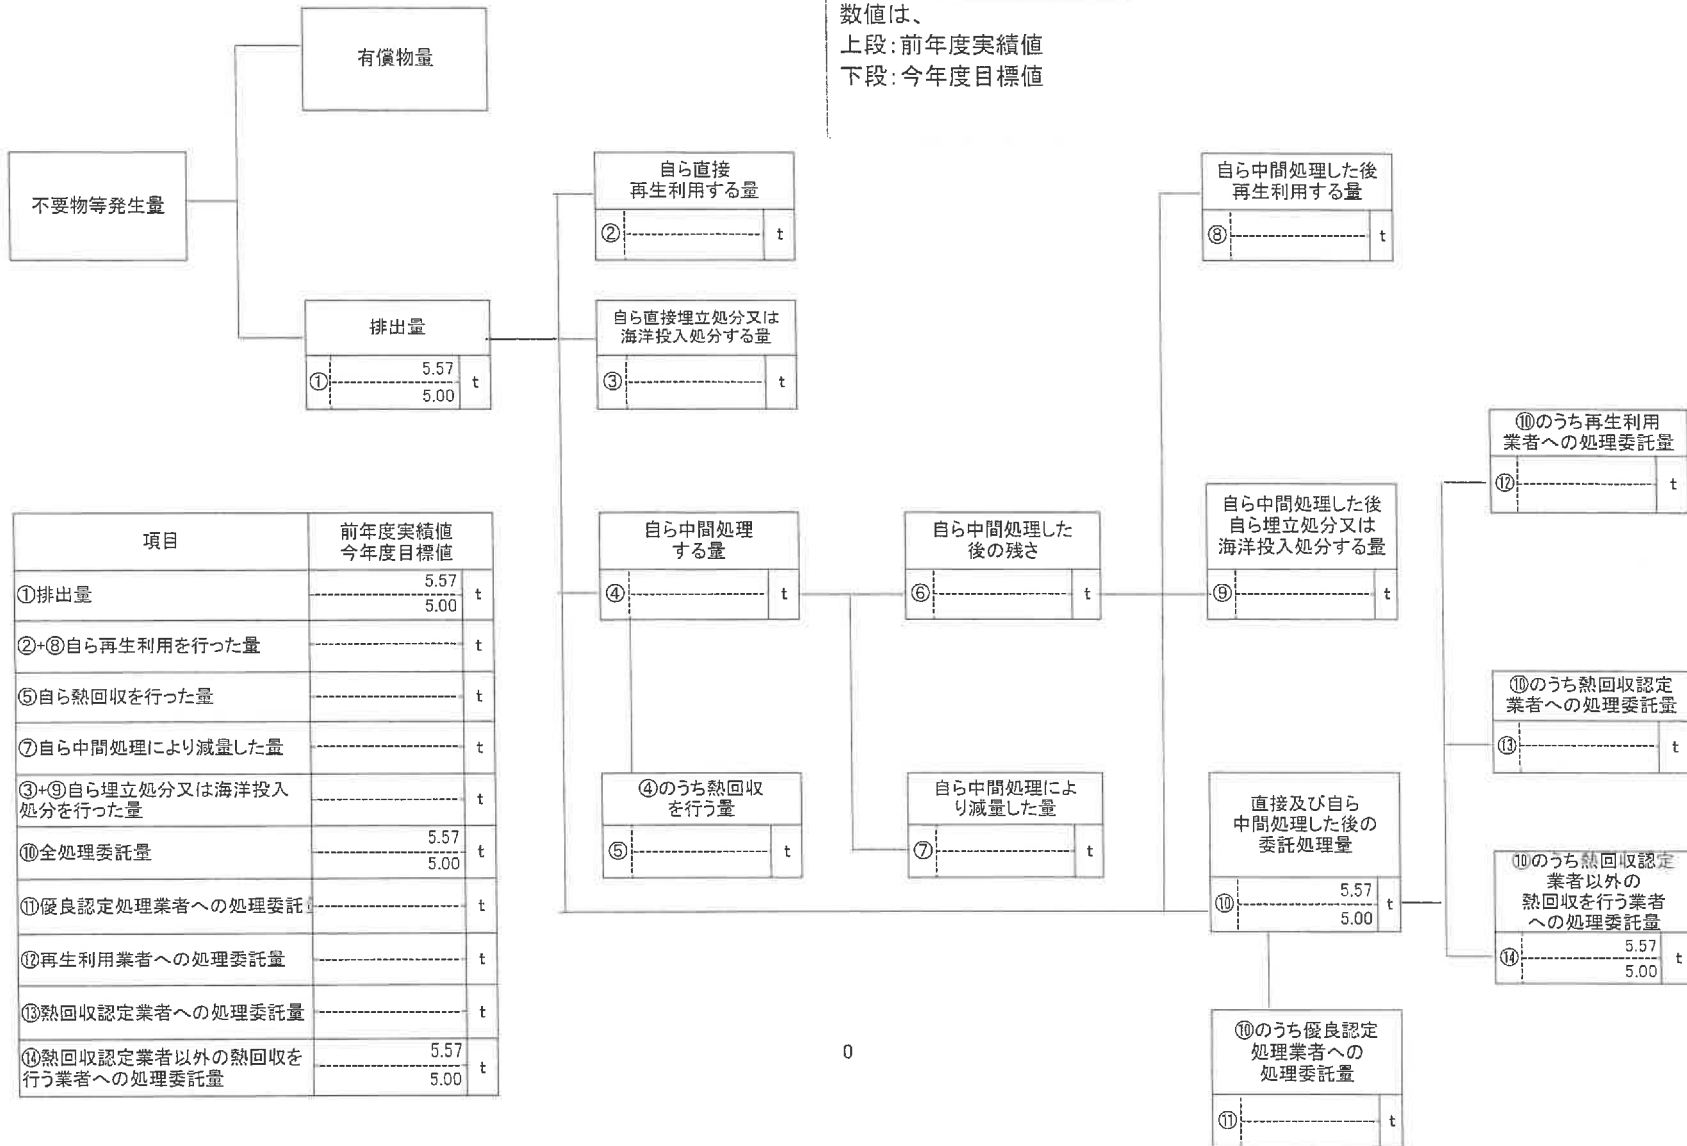 数値は、
上段:前年度実績値
下段:今年度目標値
有償物量
不要物等発生量
排出量
① 5.57 t
5.00
自ら直接
再生利用する量
② t
自ら直接埋立処分又は
海洋投入処分する量
③ t
自ら中間処理
する量
④ t
④のうち熱回収
を行う量
⑤ t
自ら中間処理した
後の残さ
⑥ t
自ら中間処理によ
り減量した量
⑦ t
自ら中間処理した後
再生利用する量
⑧ t
自ら中間処理した後
自ら埋立処分又は
海洋投入処分する量
⑨ t
直接及び自ら
中間処理した後の
委託処理量
⑩ 5.57 t
5.00
⑩のうち優良認定
処理業者への
処理委託量
⑪ t
⑩のうち再生利用
業者への処理委託量
⑫ t
⑩のうち熱回収認定
業者への処理委託量
⑬ t
⑩のうち熱回収認定
業者以外の
熱回収を行う業者
への処理委託量
⑭ 5.57 t
5.00
項目 前年度実績値
今年度目標値
①排出量 5.57 t
5.00
②+⑧自ら再生利用を行った量 t
⑤自ら熱回収を行った量 t
⑦自ら中間処理により減量した量 t
③+⑨自ら埋立処分又は海洋投入
処分を行った量 t
⑩全処理委託量 5.57 t
5.00
⑪優良認定処理業者への処理委託 t
⑫再生利用業者への処理委託量 t
⑬熱回収認定業者への処理委託量 t
⑭熱回収認定業者以外の熱回収を
行う業者への処理委託量 5.57 t
5.00
0